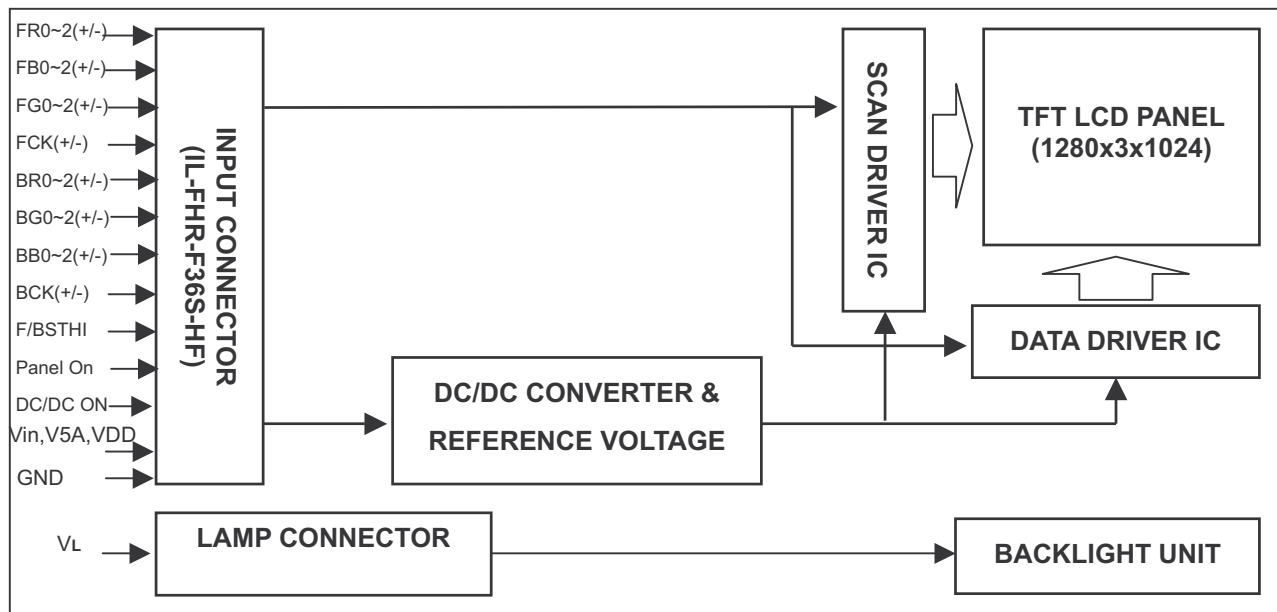 FR0~2(+/-)
FB0~2(+/-)
FG0~2(+/-)
FCK(+/-)
BR0~2(+/-)
BG0~2(+/-)
BB0~2(+/-)
BCK(+/-)
F/BSTHI
Panel On
DC/DC ON
Vin,V5A,VDD
GND
VL
INPUT CONNECTOR
(IL-FHR-F36S-HF)
SCAN DRIVER IC
TFT LCD PANEL
(1280x3x1024)
DATA DRIVER IC
DC/DC CONVERTER &
REFERENCE VOLTAGE
LAMP CONNECTOR
BACKLIGHT UNIT